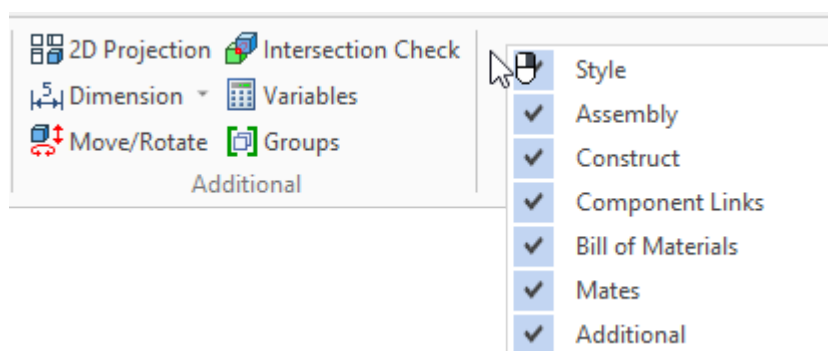 2D Projection Intersection Check
Dimension Variables
Move/Rotate Groups
Additional
Style
Assembly
Construct
Component Links
Bill of Materials
Mates
Additional